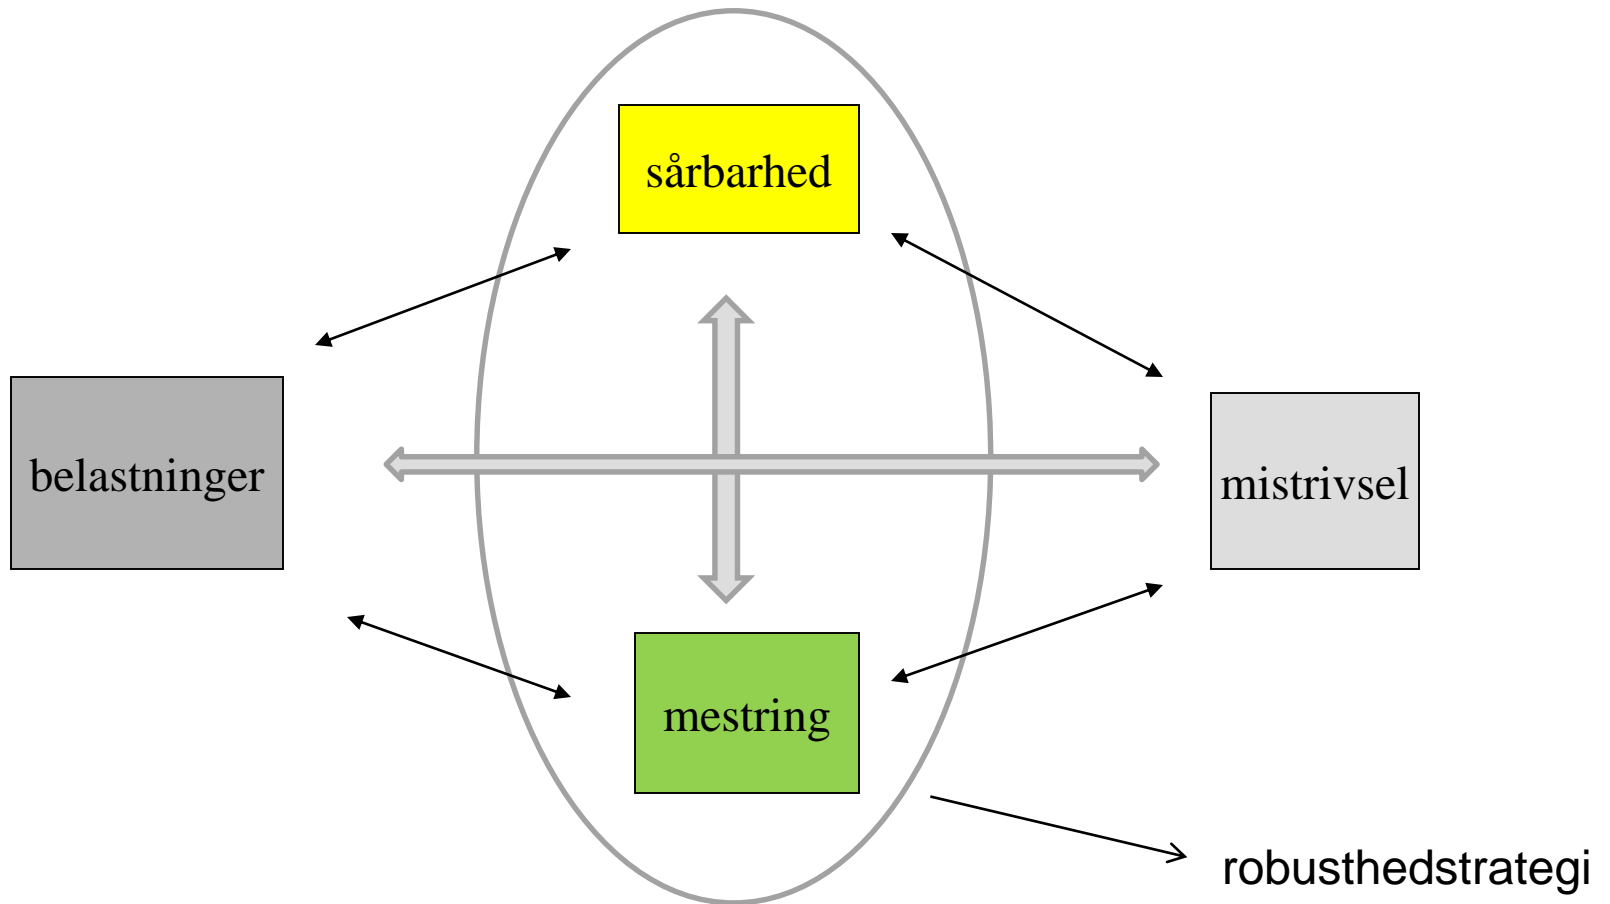 sårbarhed
belastninger
mistrivsel
mestring
robusthedstrategi